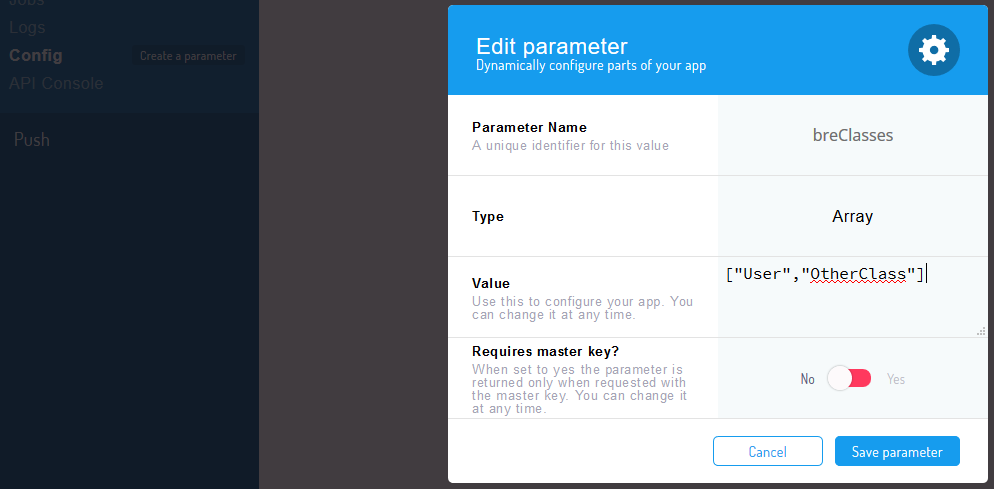 Jobs
Logs
Config
Create a parameter
API Console
Push
Edit parameter
Dynamically configure parts of your app
Parameter Name
A unique identifier for this value
breClasses
Type
Array
Value
Use this to configure your app. You
can change it at any time.
["User","OtherClass"]
Requires master key?
When set to yes the parameter is
returned only when requested with
the master key. You can change it
at any time.
No
Yes
Cancel
Save parameter